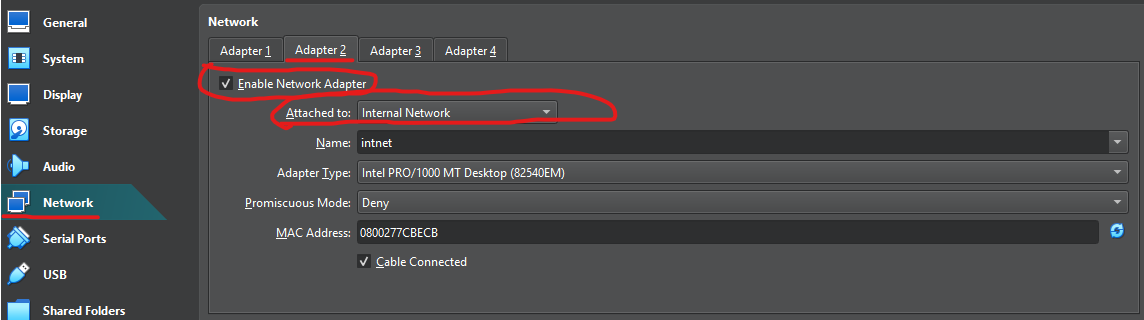 General
System
Display
Storage
Audio
Network
Serial Ports
USB
Shared Folders
Network
Adapter 1
Adapter 2
Adapter 3
Adapter 4
Enable Network Adapter
Attached to: Internal Network
Name: intnet
Adapter Type: Intel PRO/1000 MT Desktop (82540EM)
Promiscuous Mode: Deny
MAC Address: 0800277CBECB
Cable Connected